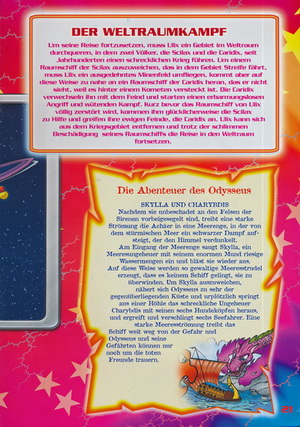 DER WELTRAUMKAMPF
Um seine Reise fortzusetzen, muss Ulix ein Gebiet im Weltraum
durchqueren, in dem zwei Völker, die Scilax und die Caridix, seit
Jahrhunderten einen schrecklichen Krieg führen. Um einem
Raumschiff der Scilax auszuweichen, das in dem Gebiet Streife fährt,
muss Ulix ein ausgedehntes Minenfeld umfliegen, kommt aber auf
diese Weise zu nahe an ein Raumschiff der Caridix heran, das er nicht
sieht, weil es hinter einem Kometen versteckt ist. Die Caridix
verwechseln ihn mit dem Feind und starten einen erbarmungslosen
Angriff und wütenden Kampf. Kurz bevor das Raumschiff von Ulix
völlig zerstört wird, kommen ihm glücklicherweise die Scilax
zu Hilfe und greifen ihre ewigen Feinde, die Caridix an. Ulix kann sich
aus dem Kriegsgebiet entfernen und trotz der schlimmen
Beschädigung seines Raumschiffs die Reise in den Weltraum
fortsetzen.
Die Abenteuer des Odysseus
SKYLLA UND CHARYBDIS
Nachdem sie unbeschadet an den Felsen der
Sirenen vorbeigesegelt sind, treibt eine starke
Strömung die Achäer in eine Meerenge, in der von
dem stürmischen Meer ein schwarzer Dampf auf-
steigt, der den Himmel verdunkelt.
Am Eingang der Meerenge saugt Skylla, ein
Meeresungeheuer mit seinem enormen Mund riesige
Wassermengen ein und bläst sie wieder aus.
Auf diese Weise werden so gewaltige Meeresstrudel
erzeugt, dass es keinem Schiff gelingt, sie zu
überwinden. Um Skylla auszuweichen,
nähert sich Odysseus zu sehr der
gegenüberliegenden Küste und urplötzlich springt
aus einer Höhle das schreckliche Ungeheuer
Charybdis mit seinen sechs Hundeköpfen heraus,
und ergreift und verschlingt sechs Seefahrer. Eine
starke Meeresströmung treibt das
Schiff weit weg von der Gefahr und
Odysseus und seine
Gefährten können nur
noch um die toten
Freunde trauern.